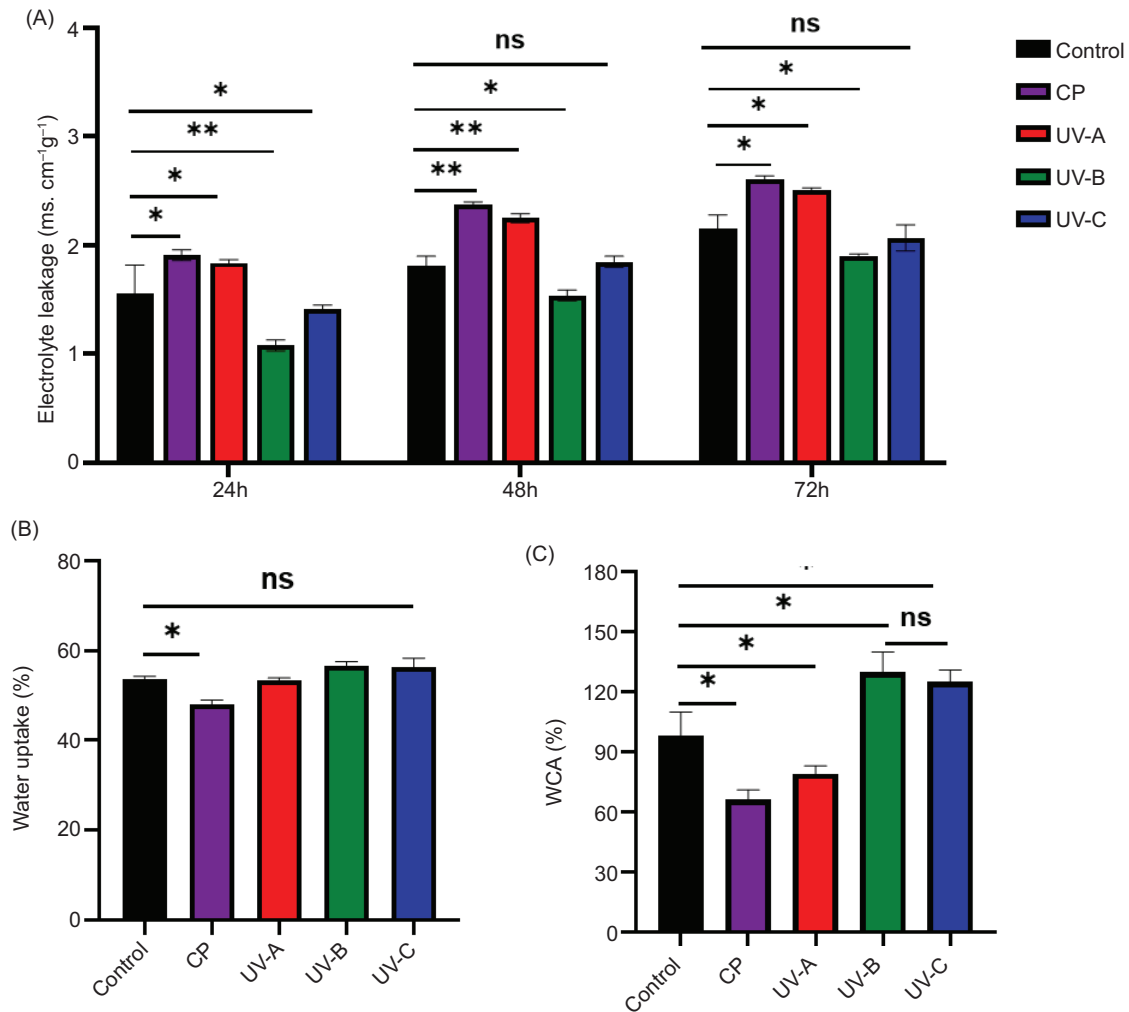 (A)
4
3
2
1
0
Electrolyte leakage (ms. cm⁻¹g⁻¹)
*
*
**
*
**
**
*
ns
*
*
*
ns
24h
48h
72h
Control
CP
UV-A
UV-B
UV-C
(B)
80
60
40
20
0
Water uptake (%)
*
ns
Control
CP
UV-A
UV-B
UV-C
(C)
180
150
120
90
60
30
0
WCA (%)
*
*
*
ns
Control
CP
UV-A
UV-B
UV-C